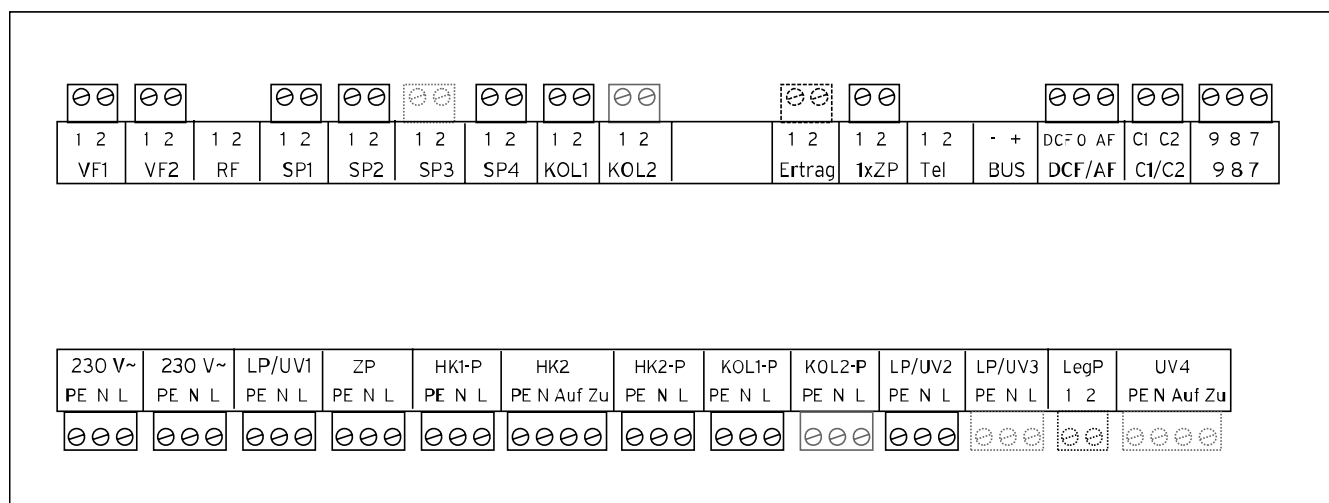 1 2 1 2 1 2 1 2 1 2 1 2 1 2 1 2 1 2 1 2 1 2 1 2 - + DCF 0 AF C1 C2 9 8 7
VF1 VF2 RF SP1 SP2 SP3 SP4 KOL1 KOL2 Ertrag 1xZP Tel BUS DCF/AF C1/C2 9 8 7
230 V~ 230 V~ LP/UV1 ZP HK1-P HK2 HK2-P KOL1-P KOL2-P LP/UV2 LP/UV3 LegP UV4
PE N L PE N L PE N L PE N L PE N L PE N Auf Zu PE N L PE N L PE N L PE N L PE N L 1 2 PE N Auf Zu